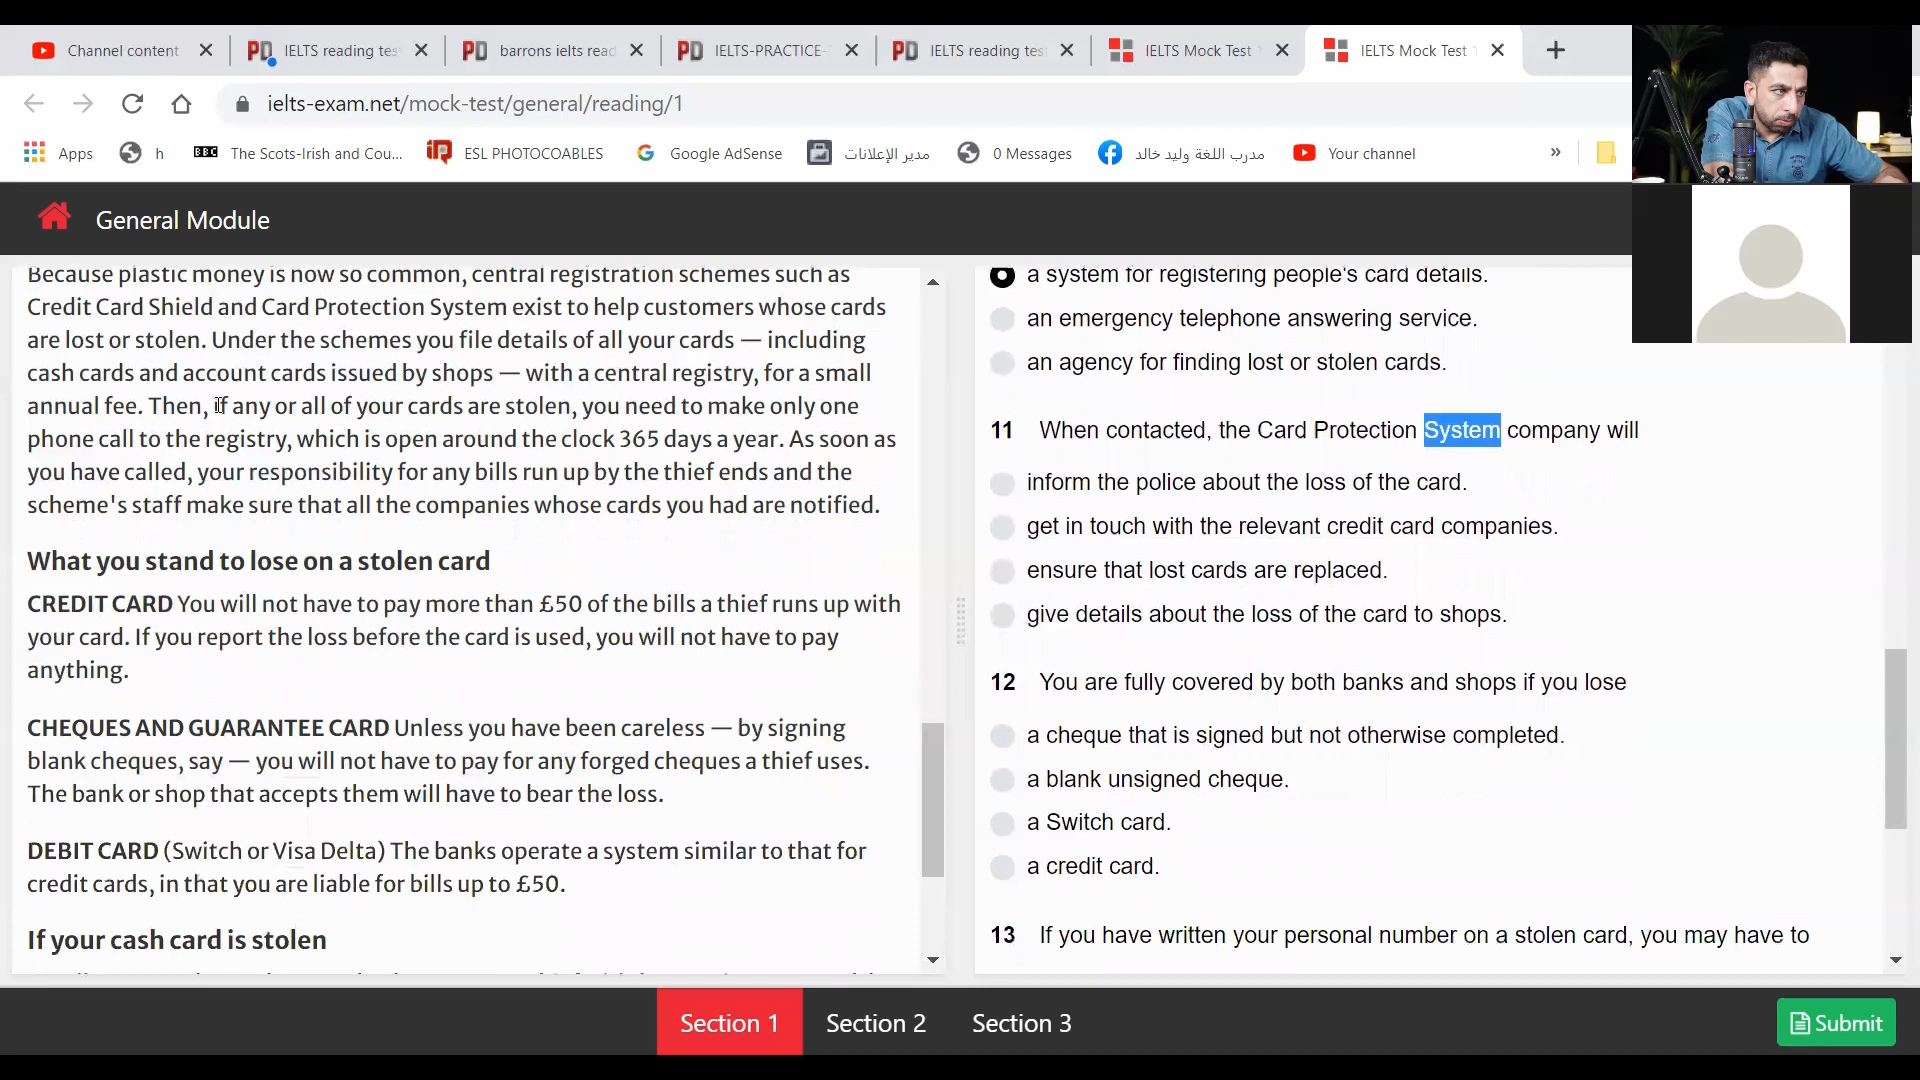 Channel content
IELTS reading tes
barrons ielts read
IELTS-PRACTICE-
IELTS reading tes
IELTS Mock Test 1
IELTS Mock Test 1
ielts-exam.net/mock-test/general/reading/1
Apps
h
BBC
The Scots-Irish and Cou...
ESL PHOTOCOABLES
Google AdSense
مدير الإعلانات
0 Messages
مدرب اللغة وليد خالد
Your channel
General Module
Because plastic money is now so common, central registration schemes such as
Credit Card Shield and Card Protection System exist to help customers whose cards
are lost or stolen. Under the schemes you file details of all your cards — including
cash cards and account cards issued by shops — with a central registry, for a small
annual fee. Then, if any or all of your cards are stolen, you need to make only one
phone call to the registry, which is open around the clock 365 days a year. As soon as
you have called, your responsibility for any bills run up by the thief ends and the
scheme's staff make sure that all the companies whose cards you had are notified.
What you stand to lose on a stolen card
CREDIT CARD You will not have to pay more than £50 of the bills a thief runs up with
your card. If you report the loss before the card is used, you will not have to pay
anything.
CHEQUES AND GUARANTEE CARD Unless you have been careless — by signing
blank cheques, say — you will not have to pay for any forged cheques a thief uses.
The bank or shop that accepts them will have to bear the loss.
DEBIT CARD (Switch or Visa Delta) The banks operate a system similar to that for
credit cards, in that you are liable for bills up to £50.
If your cash card is stolen
a system for registering people's card details.
an emergency telephone answering service.
an agency for finding lost or stolen cards.
11 When contacted, the Card Protection System company will
inform the police about the loss of the card.
get in touch with the relevant credit card companies.
ensure that lost cards are replaced.
give details about the loss of the card to shops.
12 You are fully covered by both banks and shops if you lose
a cheque that is signed but not otherwise completed.
a blank unsigned cheque.
a Switch card.
a credit card.
13 If you have written your personal number on a stolen card, you may have to
Section 1
Section 2
Section 3
Submit